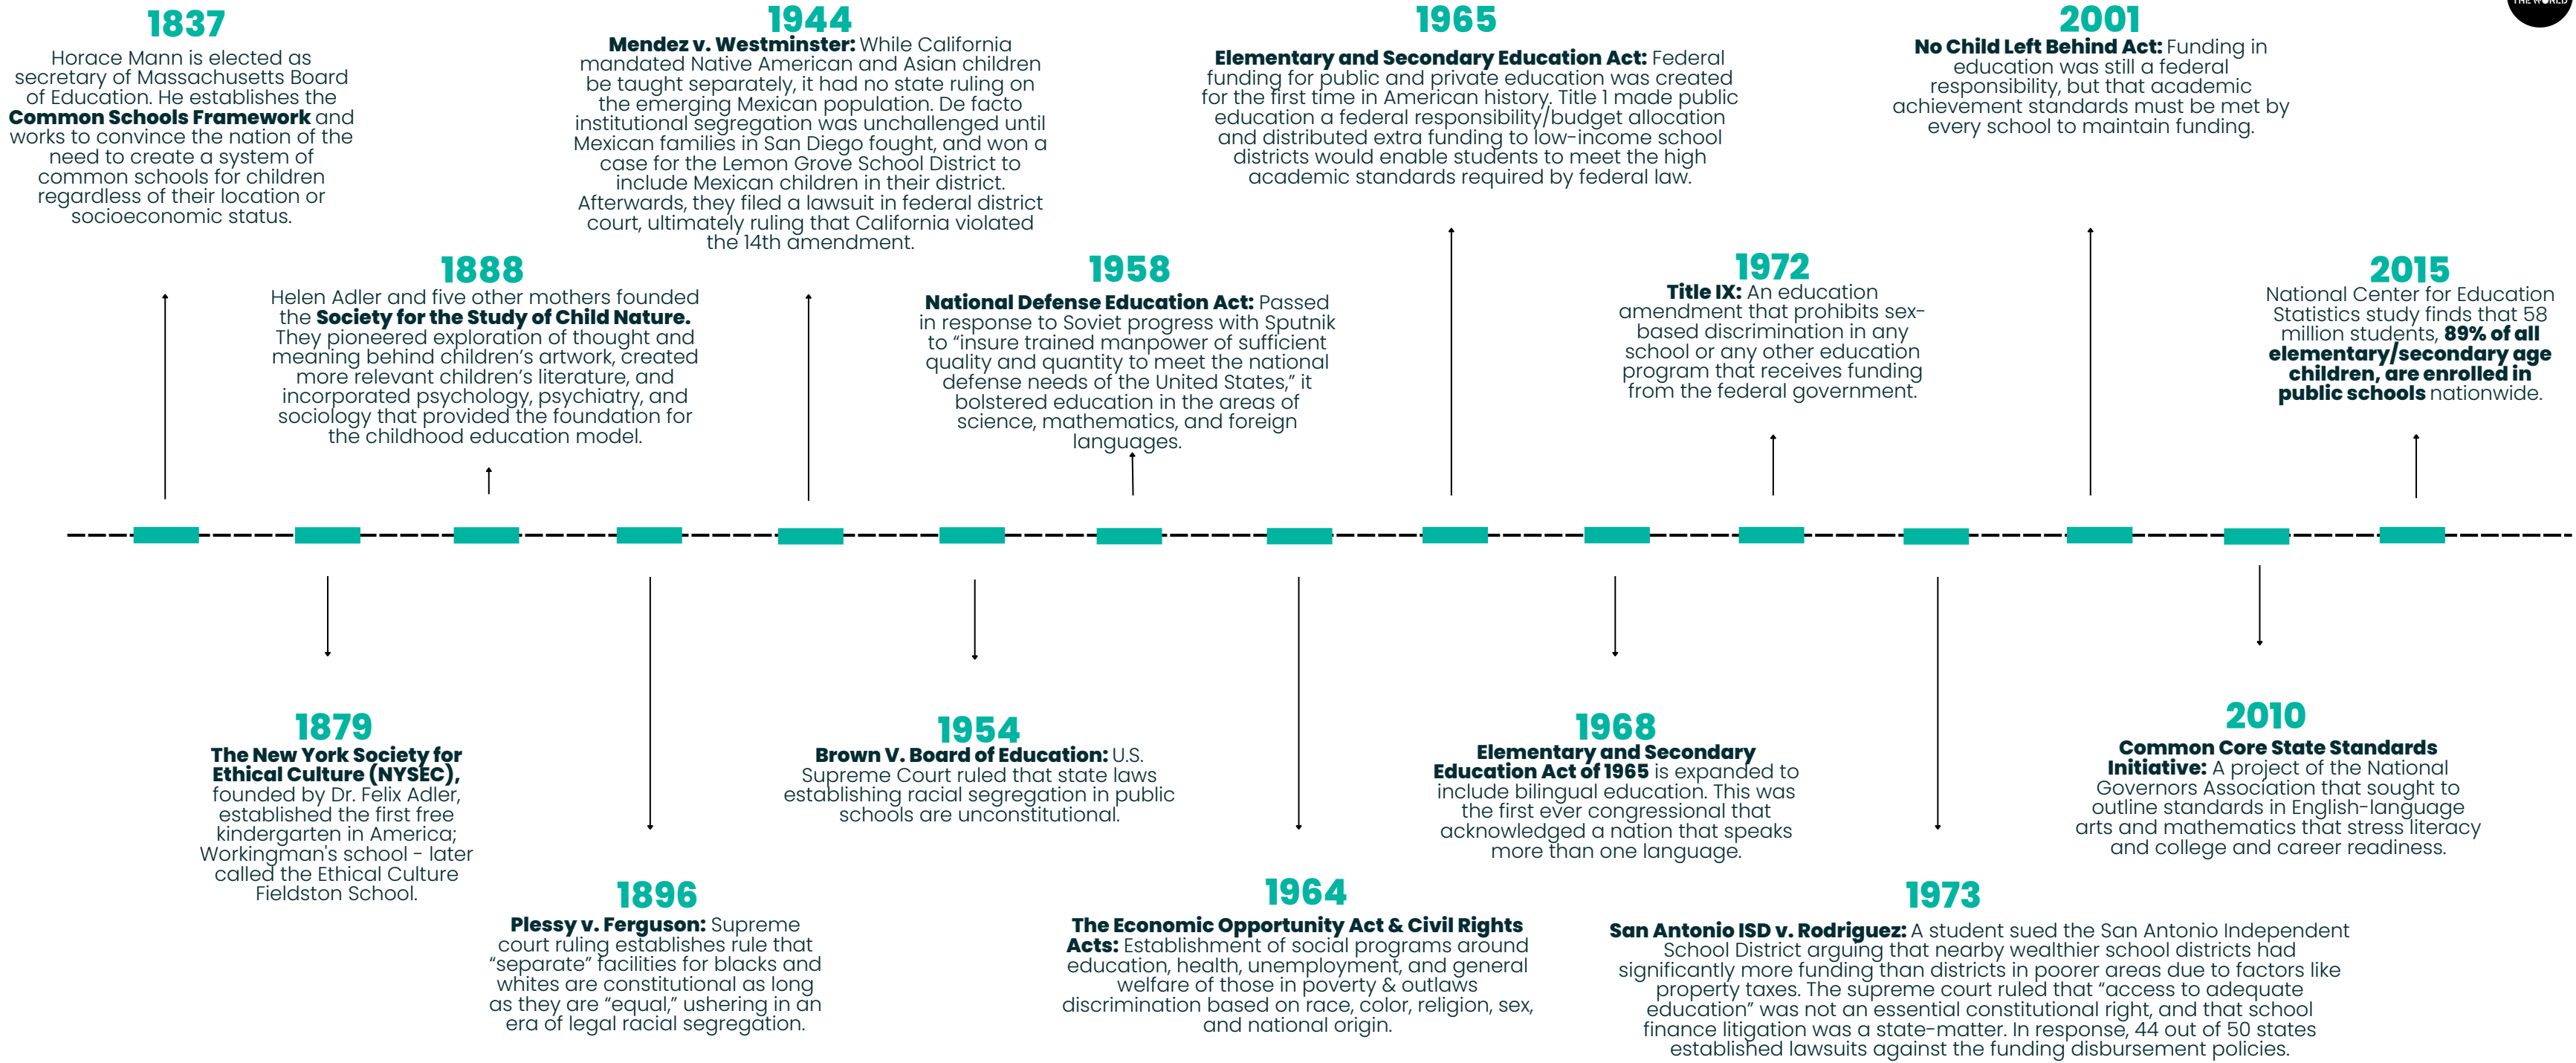 THE WORLD
1837
Horace Mann is elected as
secretary of Massachusetts Board
of Education. He establishes the
Common Schools Framework and
works to convince the nation of the
need to create a system of
common schools for children
regardless of their location or
socioeconomic status.
1879
The New York Society for
Ethical Culture (NYSEC),
founded by Dr. Felix Adler,
established the first free
kindergarten in America;
Workingman's school - later
called the Ethical Culture
Fieldston School.
1888
Helen Adler and five other mothers founded
the Society for the Study of Child Nature.
They pioneered exploration of thought and
meaning behind children's artwork, created
more relevant children's literature, and
incorporated psychology, psychiatry, and
sociology that provided the foundation for
the childhood education model.
1896
Plessy v. Ferguson: Supreme
court ruling establishes rule that
“separate” facilities for blacks and
whites are constitutional as long
as they are “equal,” ushering in an
era of legal racial segregation.
1944
Mendez v. Westminster: While California
mandated Native American and Asian children
be taught separately, it had no state ruling on
the emerging Mexican population. De facto
institutional segregation was unchallenged until
Mexican families in San Diego fought, and won a
case for the Lemon Grove School District to
include Mexican children in their district.
Afterwards, they filed a lawsuit in federal district
court, ultimately ruling that California violated
the 14th amendment.
1954
Brown V. Board of Education: U.S.
Supreme Court ruled that state laws
establishing racial segregation in public
schools are unconstitutional.
1958
National Defense Education Act: Passed
in response to Soviet progress with Sputnik
to “insure trained manpower of sufficient
quality and quantity to meet the national
defense needs of the United States,” it
bolstered education in the areas of
science, mathematics, and foreign
languages.
1964
The Economic Opportunity Act & Civil Rights
Acts: Establishment of social programs around
education, health, unemployment, and general
welfare of those in poverty & outlaws
discrimination based on race, color, religion, sex,
and national origin.
1965
Elementary and Secondary Education Act: Federal
funding for public and private education was created
for the first time in American history. Title 1 made public
education a federal responsibility/budget allocation
and distributed extra funding to low-income school
districts would enable students to meet the high
academic standards required by federal law.
1968
Elementary and Secondary
Education Act of 1965 is expanded to
include bilingual education. This was
the first ever congressional that
acknowledged a nation that speaks
more than one language.
1972
Title IX: An education
amendment that prohibits sex-
based discrimination in any
school or any other education
program that receives funding
from the federal government.
1973
San Antonio ISD v. Rodriguez: A student sued the San Antonio Independent
School District arguing that nearby wealthier school districts had
significantly more funding than districts in poorer areas due to factors like
property taxes. The supreme court ruled that “access to adequate
education” was not an essential constitutional right, and that school
finance litigation was a state-matter. In response, 44 out of 50 states
established lawsuits against the funding disbursement policies.
2001
No Child Left Behind Act: Funding in
education was still a federal
responsibility, but that academic
achievement standards must be met by
every school to maintain funding.
2010
Common Core State Standards
Initiative: A project of the National
Governors Association that sought to
outline standards in English-language
arts and mathematics that stress literacy
and college and career readiness.
2015
National Center for Education
Statistics study finds that 58
million students, 89% of all
elementary/secondary age
children, are enrolled in
public schools nationwide.